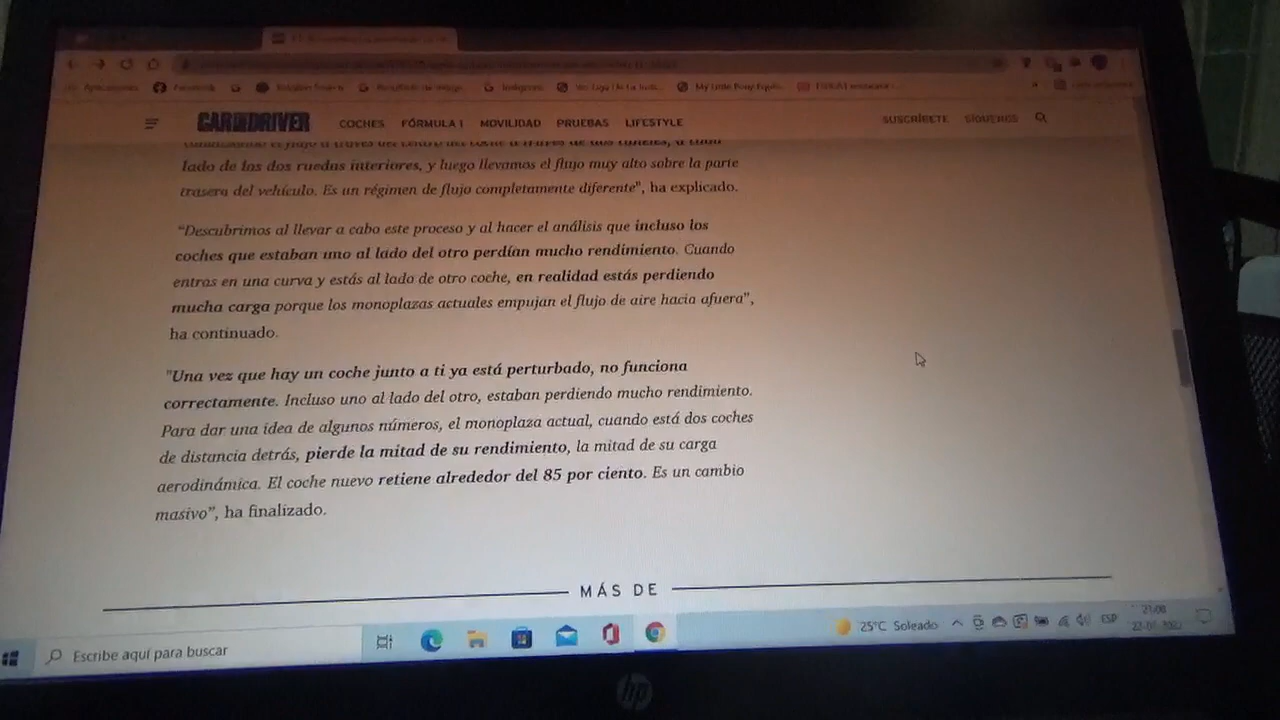 Aplicaciones
Facebook
CAR AND DRIVER
COCHES FÓRMULA 1 MOVILIDAD PRUEBAS LIFESTYLE
SUSCRÍBETE SÍGUENOS
lado de las dos ruedas interiores, y luego llevamos el flujo muy alto sobre la parte
trasera del vehículo. Es un régimen de flujo completamente diferente", ha explicado.
“Descubrimos al llevar a cabo este proceso y al hacer el análisis que incluso los
coches que estaban uno al lado del otro perdían mucho rendimiento. Cuando
entras en una curva y estás al lado de otro coche, en realidad estás perdiendo
mucha carga porque los monoplazas actuales empujan el flujo de aire hacia afuera",
ha continuado.
"Una vez que hay un coche junto a ti ya está perturbado, no funciona
correctamente. Incluso uno al lado del otro, estaban perdiendo mucho rendimiento.
Para dar una idea de algunos números, el monoplaza actual, cuando está dos coches
de distancia detrás, pierde la mitad de su rendimiento, la mitad de su carga
aerodinámica. El coche nuevo retiene alrededor del 85 por ciento. Es un cambio
masivo”, ha finalizado.
MÁS DE
Escribe aquí para buscar
25°C Soleado
ESP
21:08
hp